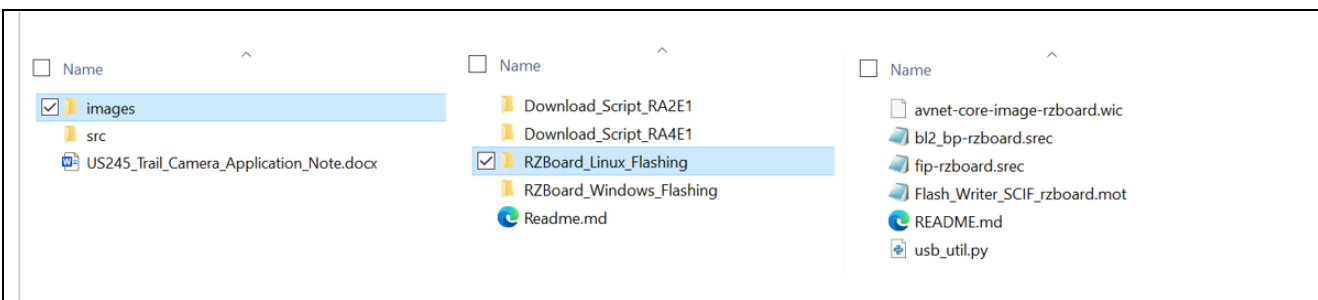 Name
images
src
US245_Trail_Camera_Application_Note.docx
Name
Download_Script_RA2E1
Download_Script_RA4E1
RZBoard_Linux_Flashing
RZBoard_Windows_Flashing
Readme.md
Name
avnet-core-image-rzboard.wic
bl2_bp-rzboard.srec
fip-rzboard.srec
Flash_Writer_SCIF_rzboard.mot
README.md
usb_util.py